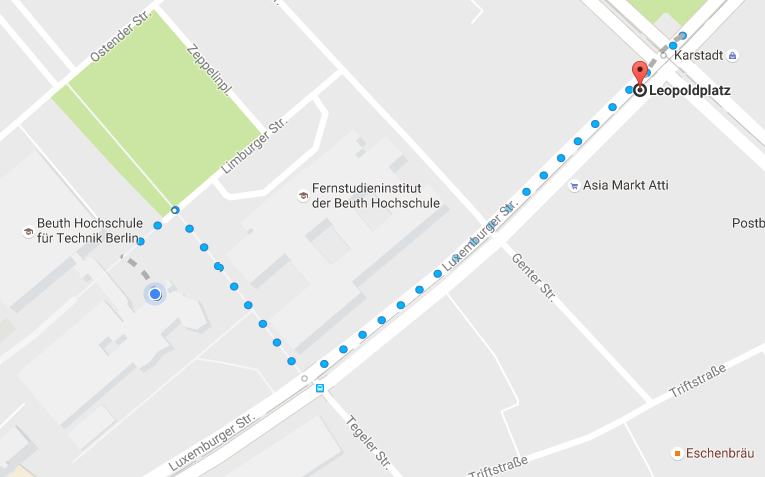 Ostender Str.
Zeppelinpl.
Karstadt
Leopoldplatz
Limburger Str.
Fernstudieninstitut
der Beuth Hochschule
Asia Markt Atti
Beuth Hochschule
für Technik Berlin
Postb
Luxemburger Str.
Genter Str.
Triftstraße
Luxemburger Str.
Tegeler Str.
Triftstraße
Eschenbräu